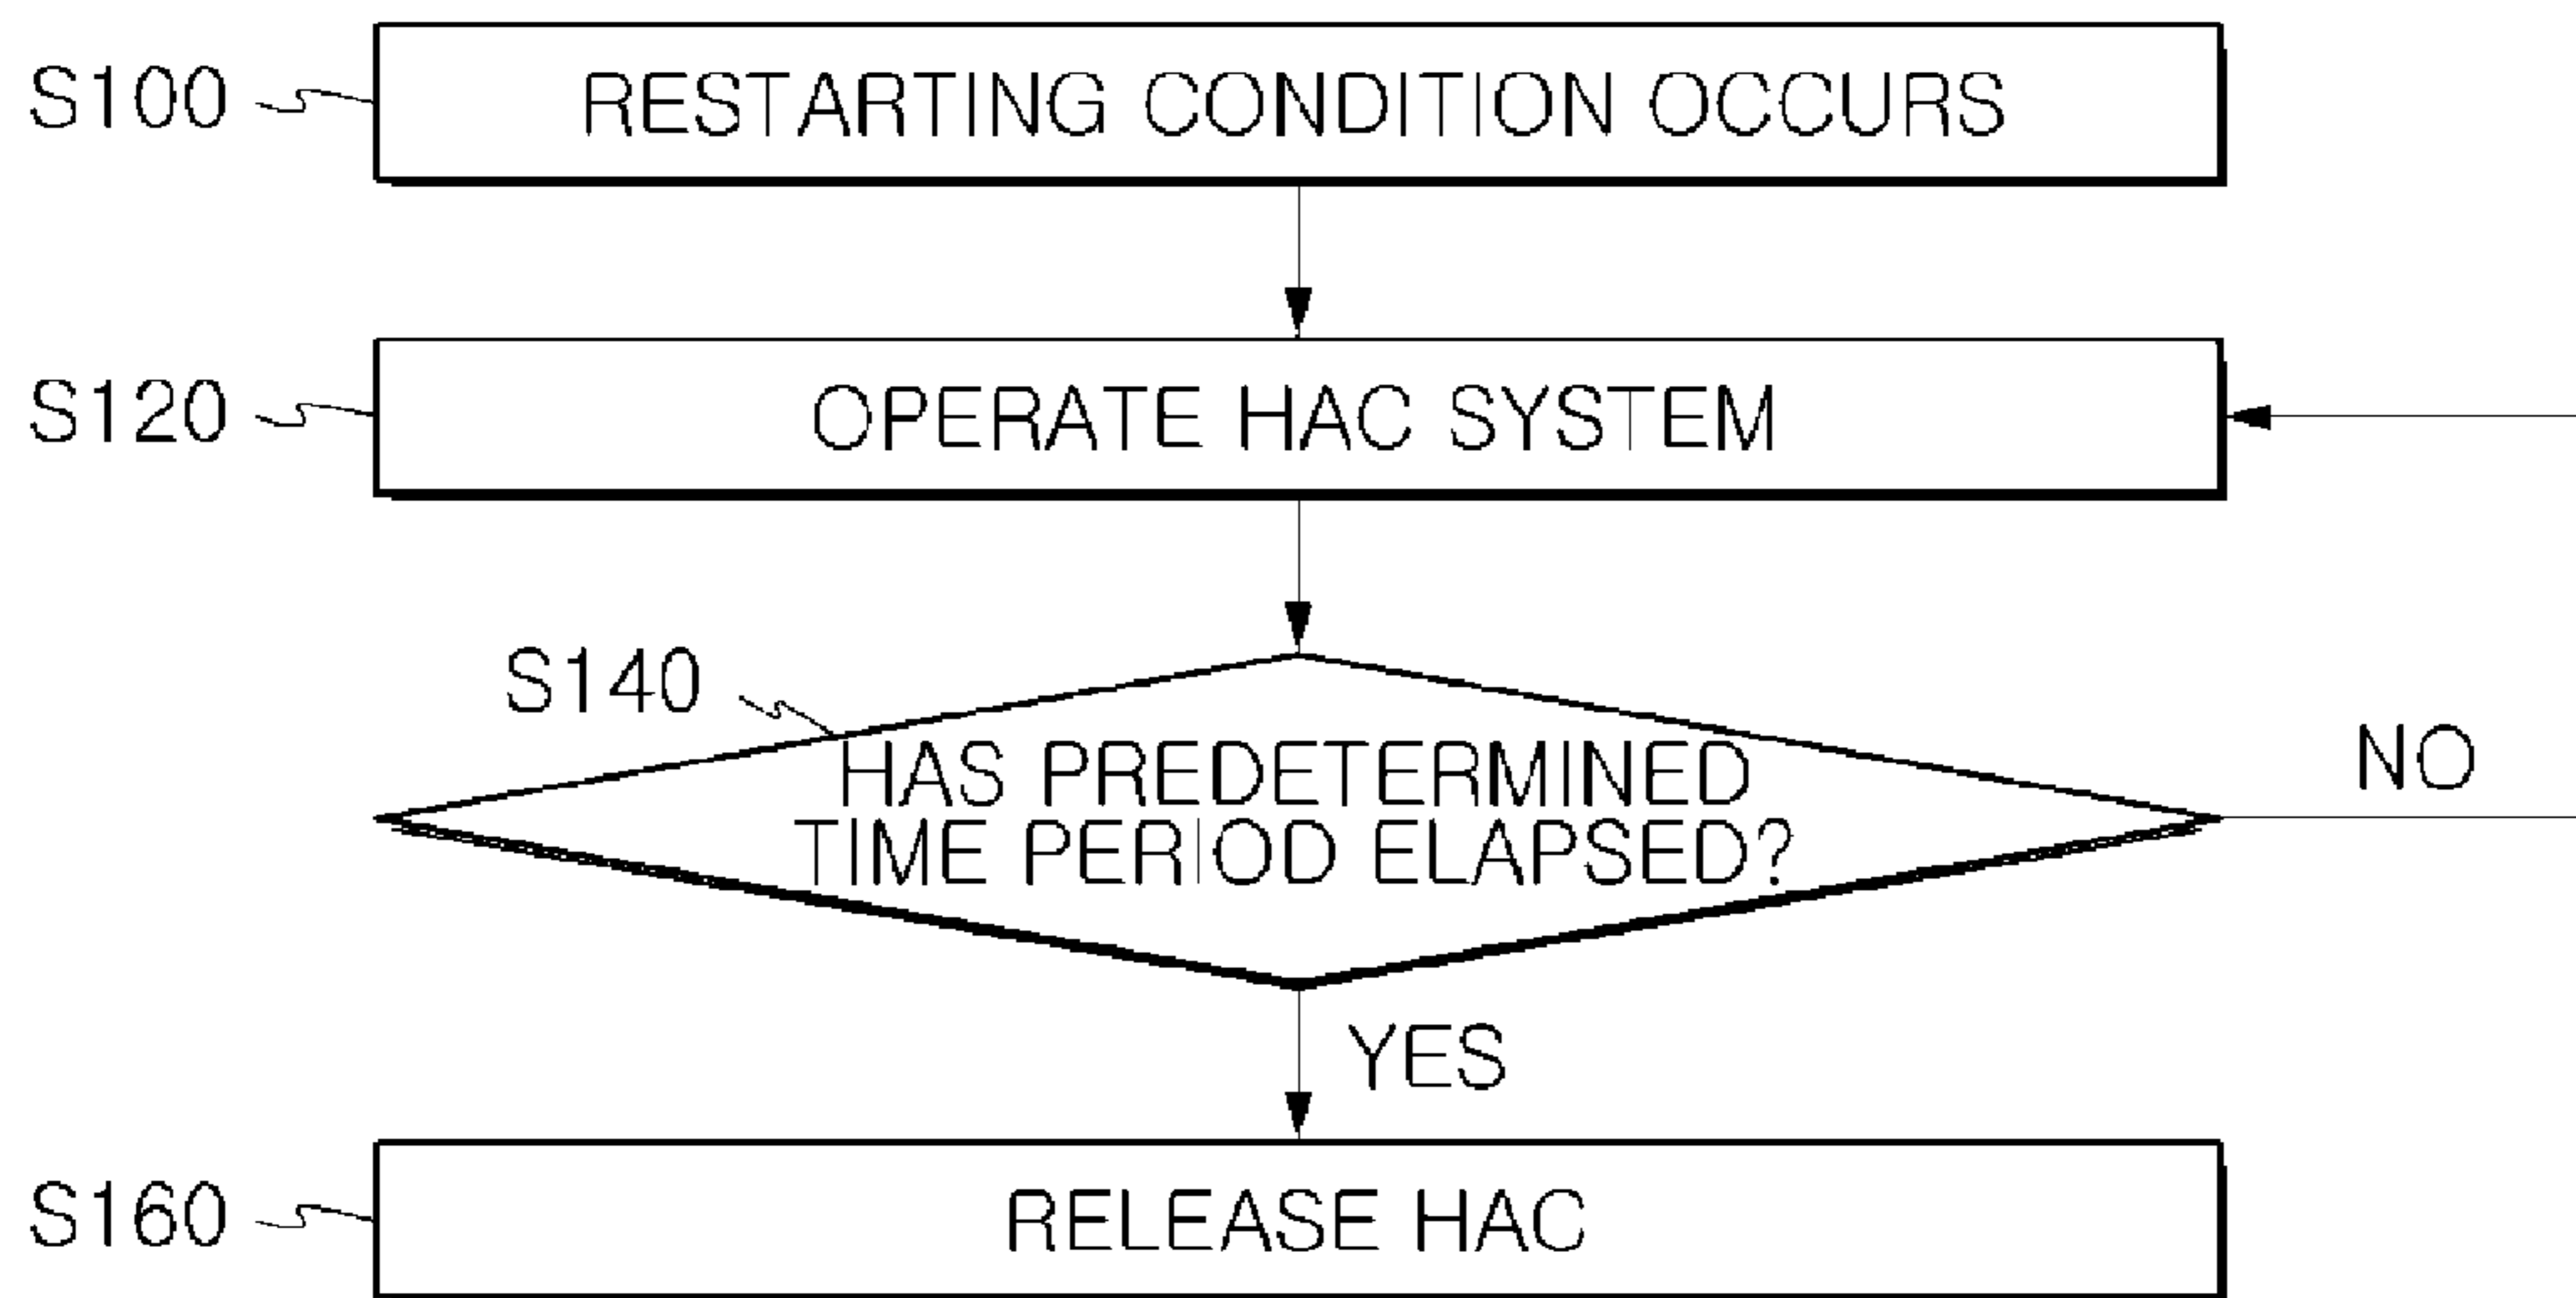 S100
RESTARTING CONDITION OCCURS
S120
OPERATE HAC SYSTEM
S140
HAS PREDETERMINED
TIME PERIOD ELAPSED?
NO
YES
S160
RELEASE HAC